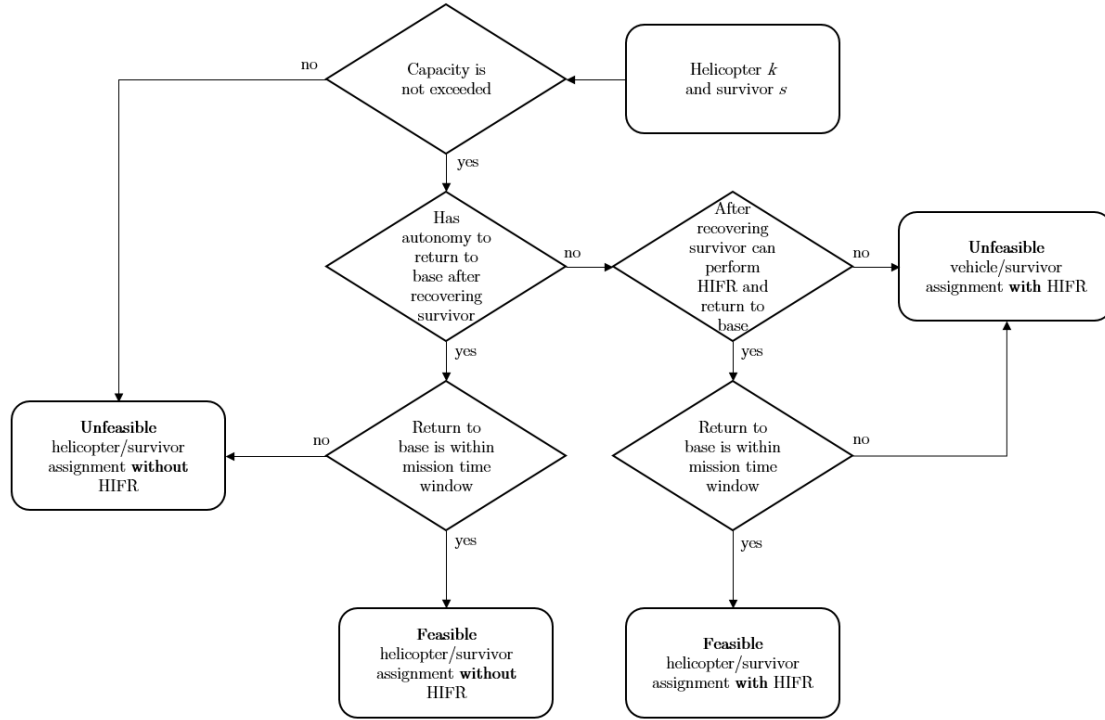 no
Capacity is
not exceeded
Helicopter k
and survivor s
yes
Has
autonomy to
return to
base after
recovering
survivor
no
After
recovering
survivor can
perform
HIFR and
return to
base
no
Unfeasible
vehicle/survivor
assignment with HIFR
yes
yes
Unfeasible
helicopter/survivor
assignment without
HIFR
no
Return to
base is within
mission time
window
Return to
base is within
mission time
window
no
yes
yes
Feasible
helicopter/survivor
assignment without
HIFR
Feasible
helicopter/survivor
assignment with HIFR